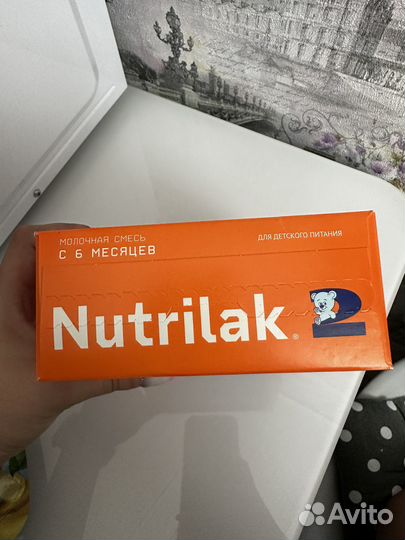 МОЛОЧНАЯ СМЕСЬ
С 6 МЕСЯЦЕВ
ДЛЯ ДЕТСКОГО ПИТАНИЯ
Nutrilak® 2
Avito